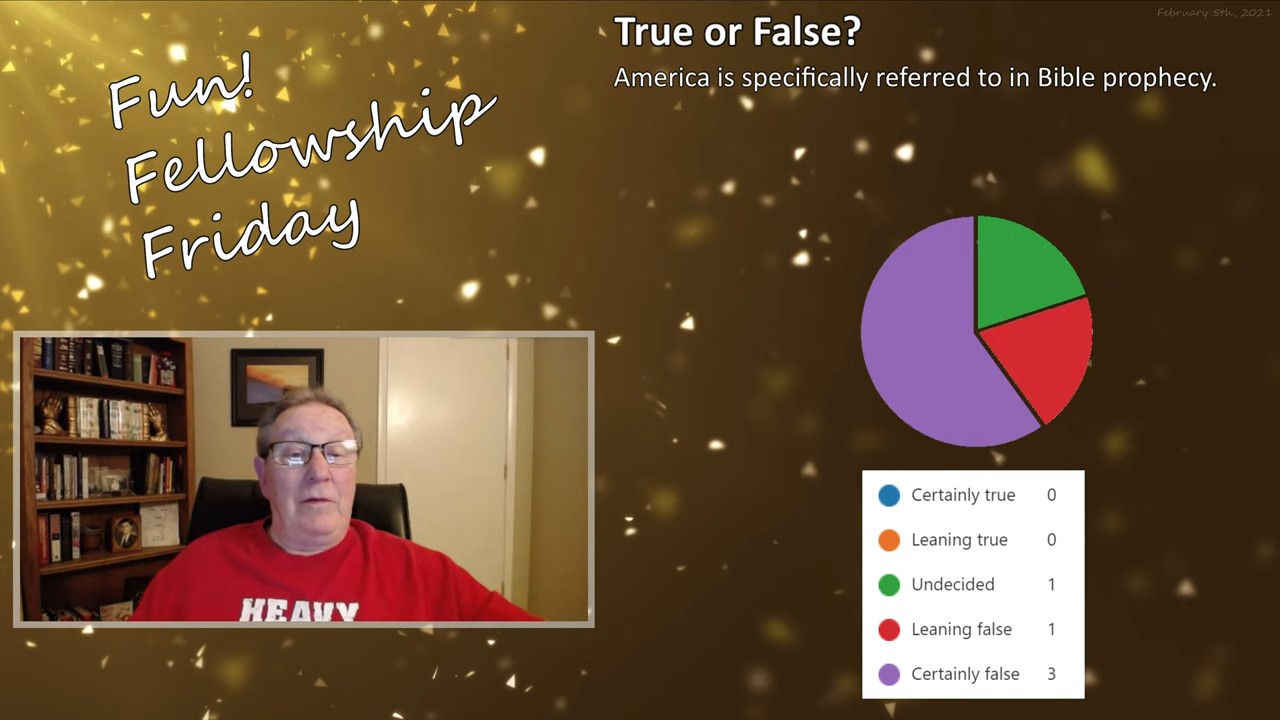 February 5th, 2021
True or False?
America is specifically referred to in Bible prophecy.
Fun!
Fellowship
Friday
HEAVY
Certainly true 0
Leaning true 0
Undecided 1
Leaning false 1
Certainly false 3